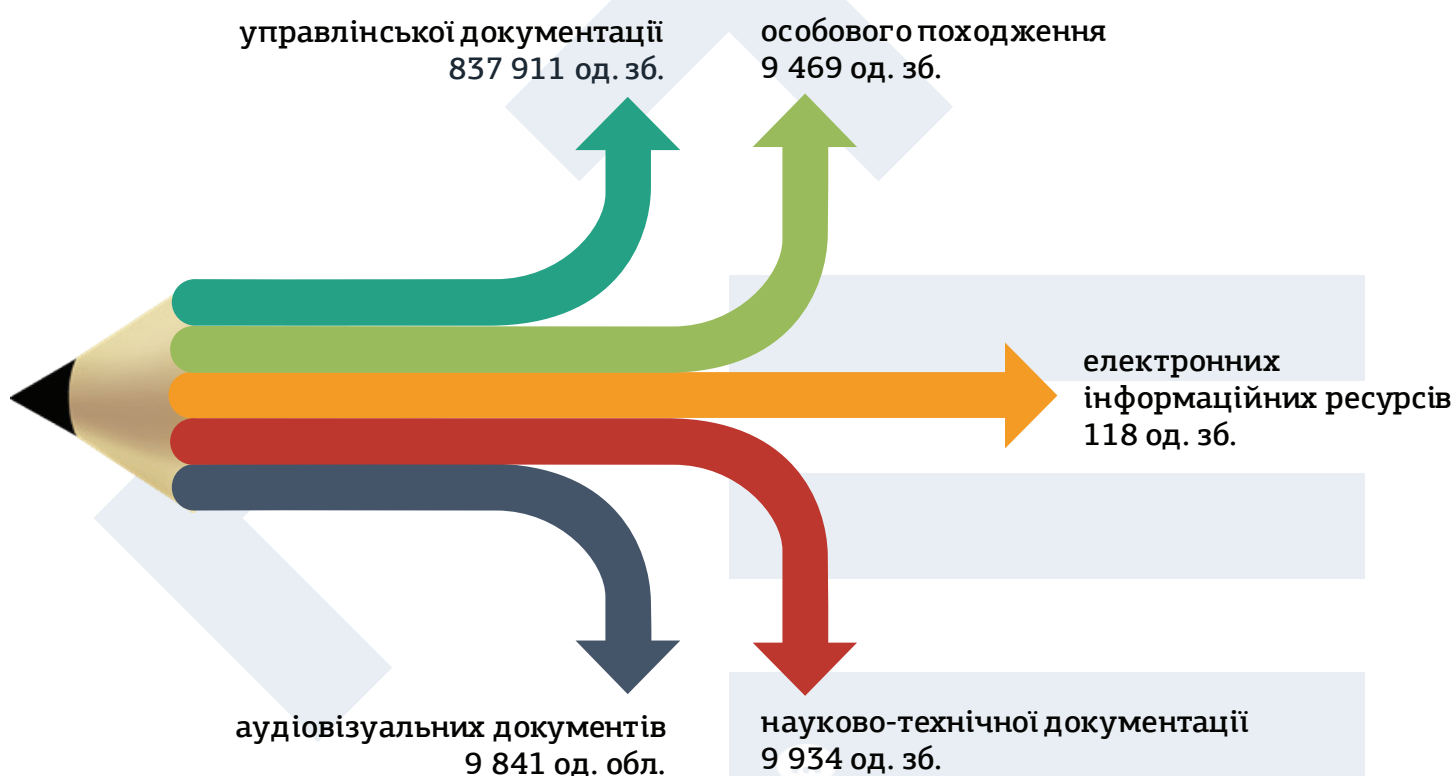 управлінської документації
837 911 од. зб.
особового походження
9 469 од. зб.
електронних
інформаційних ресурсів
118 од. зб.
аудіовізуальних документів
9 841 од. обл.
науково-технічної документації
9 934 од. зб.